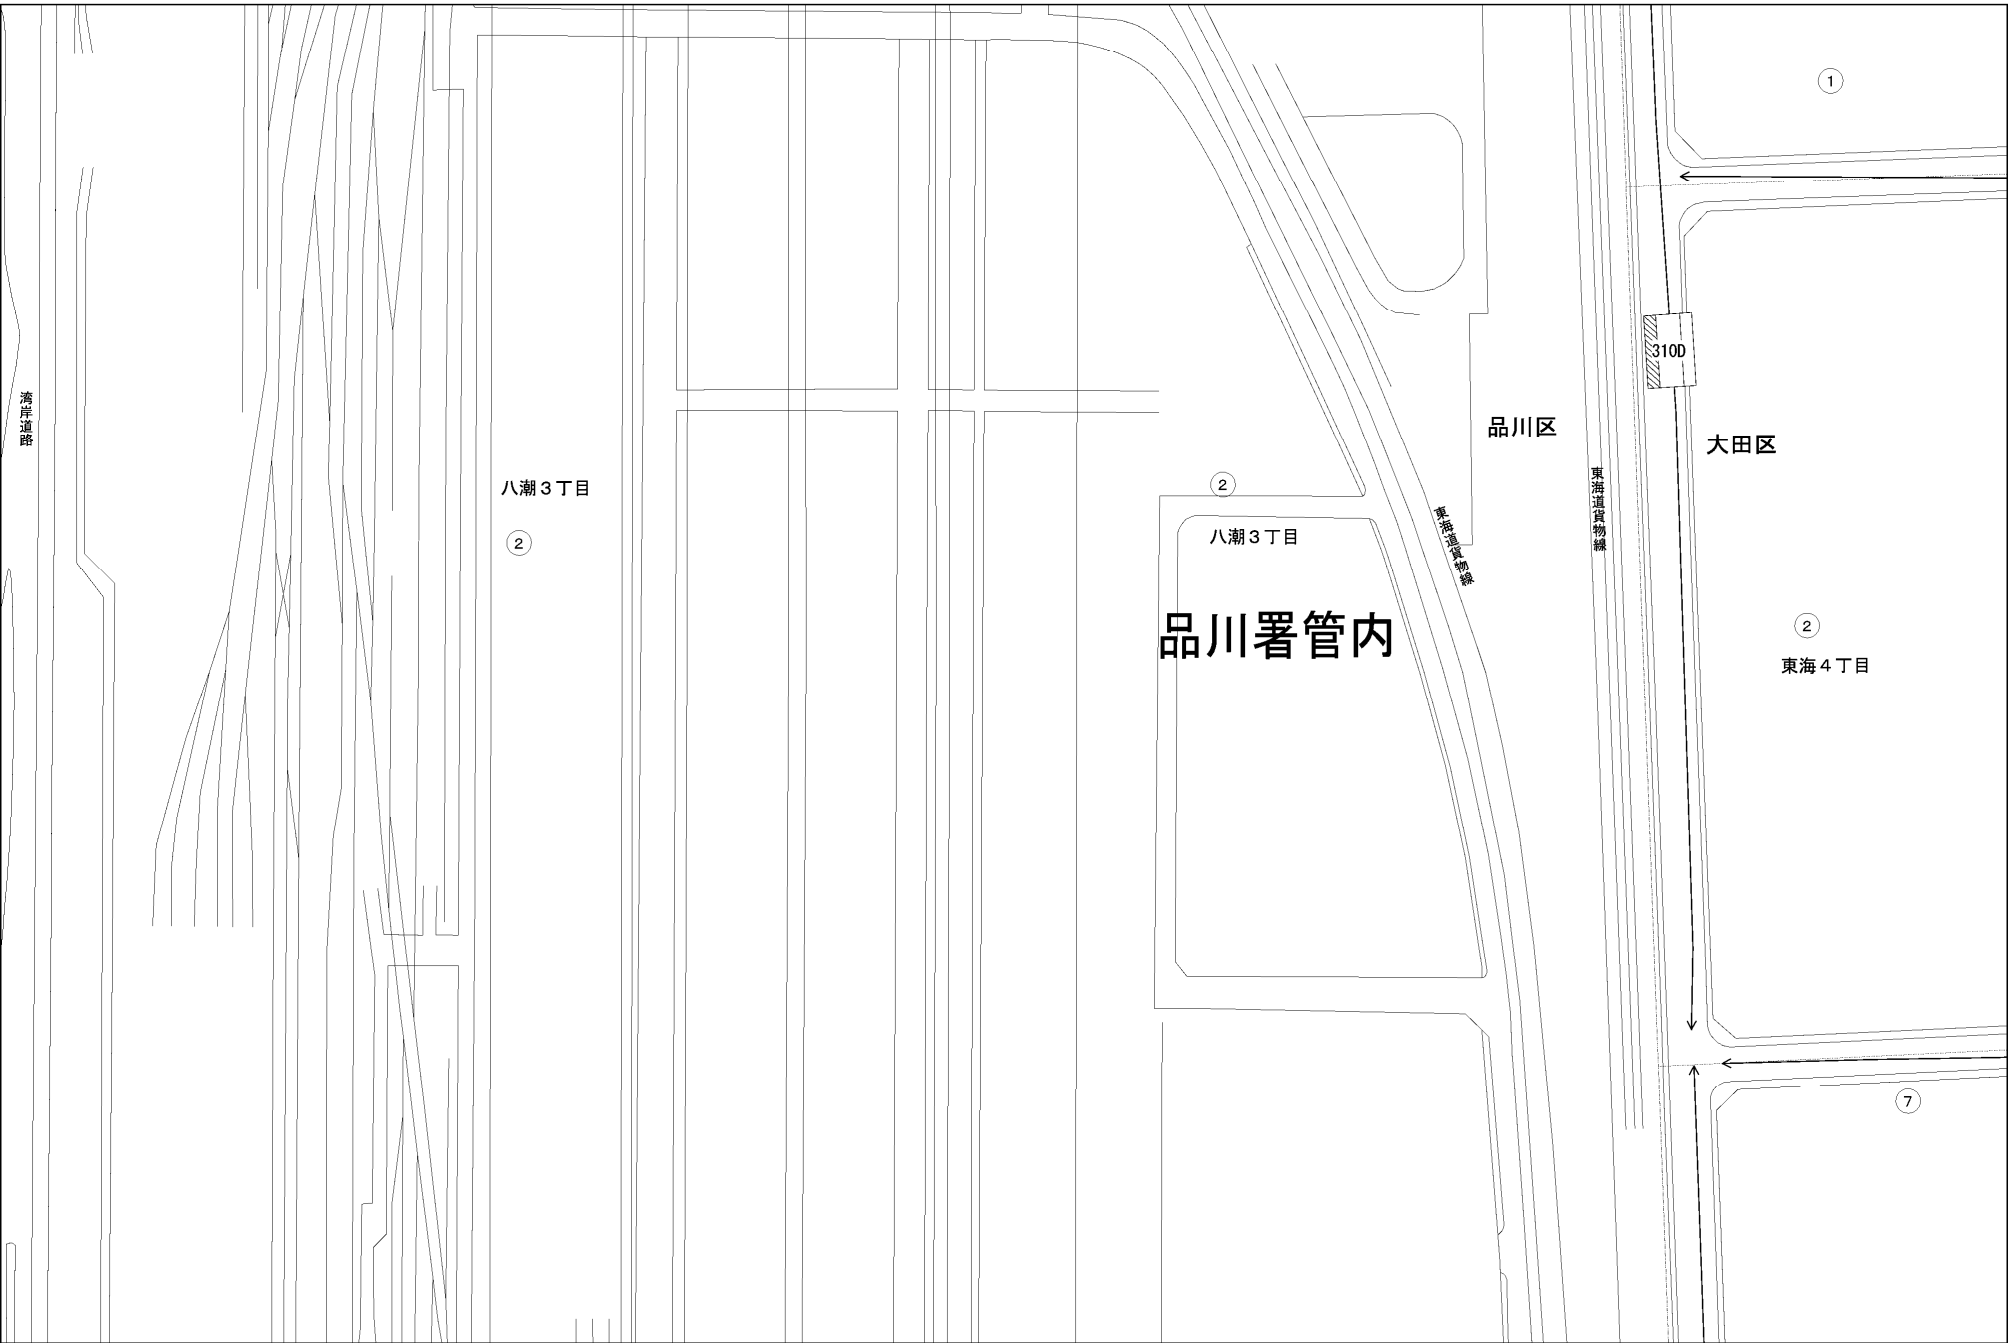 ①
310D
湾岸道路
品川区
大田区
八潮３丁目
②
②
八潮３丁目
東海道貨物線
東海道貨物線
品川署管内
②
東海４丁目
⑦